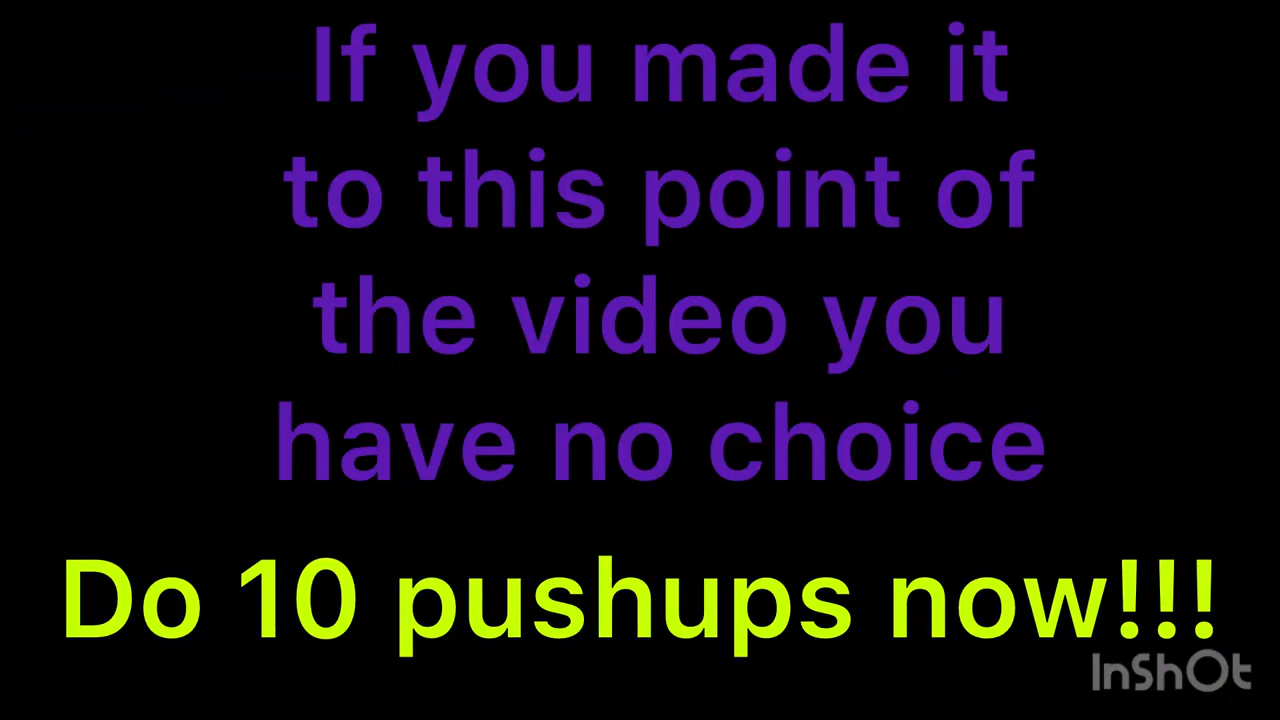 If you made it
to this point of
the video you
have no choice
Do 10 pushups now!!!
InShOt